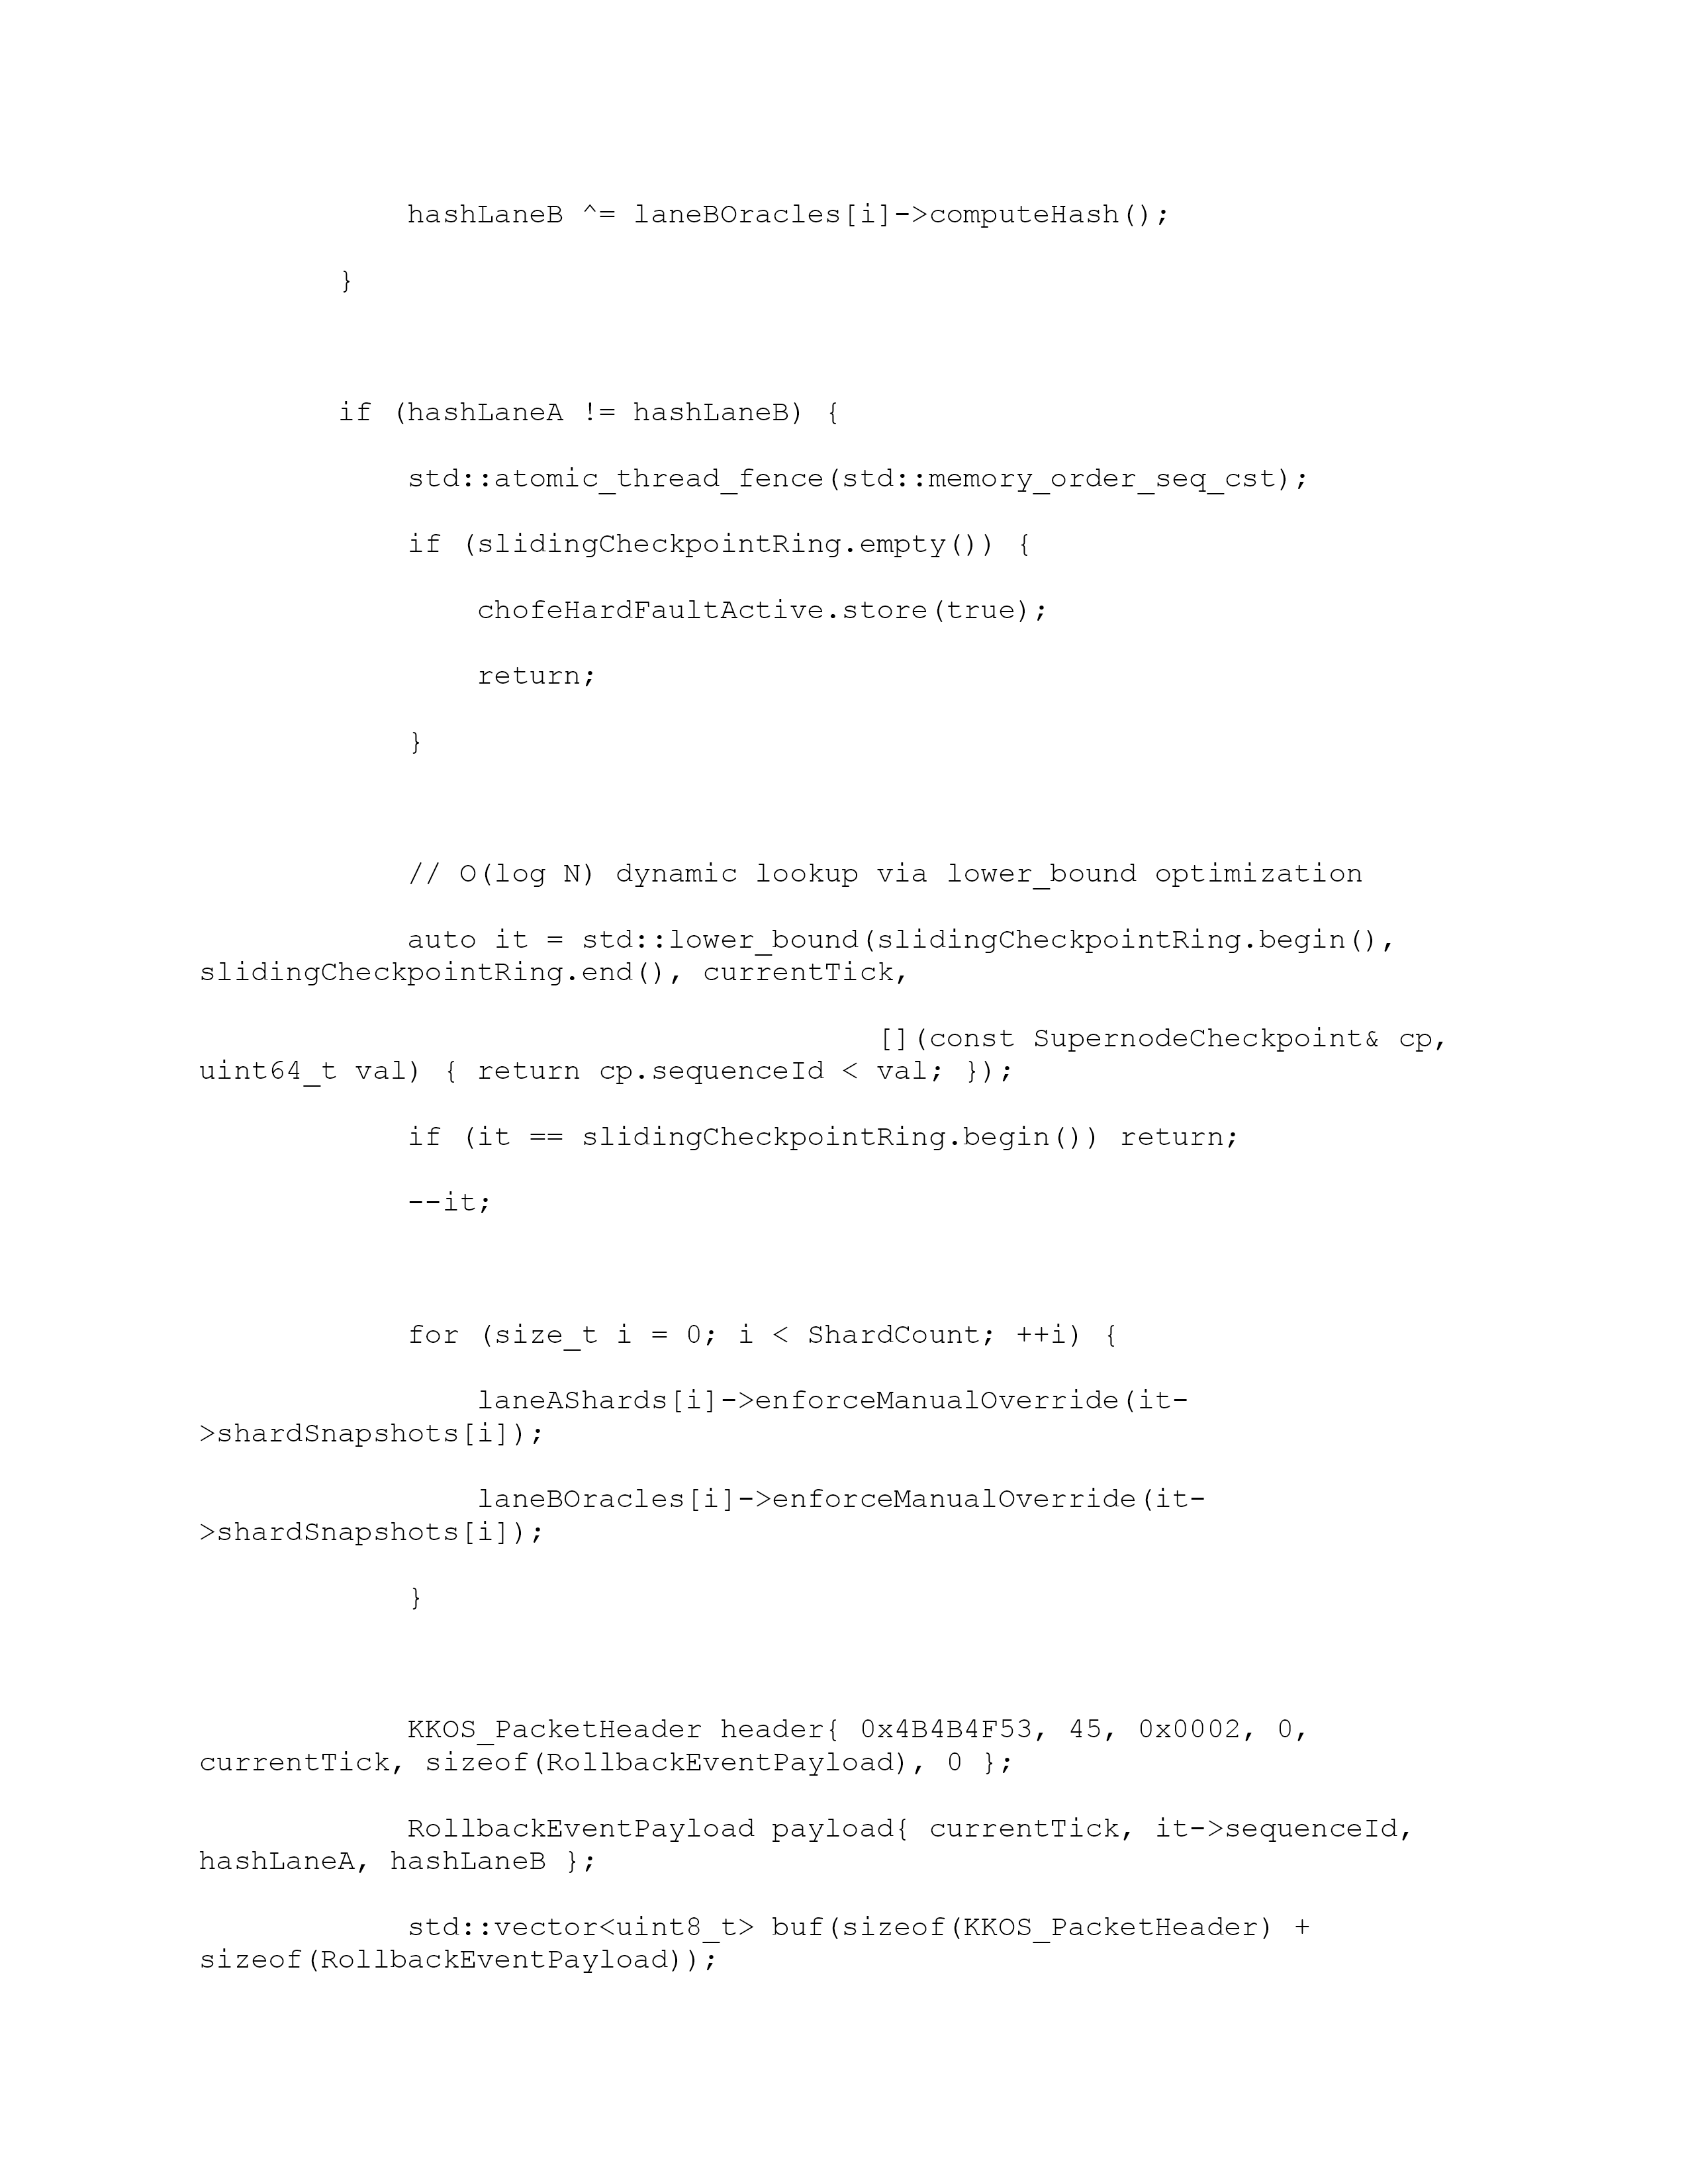 hashLaneB ^= laneBOracles[i]->computeHash();
}
if (hashLaneA != hashLaneB) {
std::atomic_thread_fence(std::memory_order_seq_cst);
if (slidingCheckpointRing.empty()) {
chofeHardFaultActive.store(true);
return;
}
// O(log N) dynamic lookup via lower_bound optimization
auto it = std::lower_bound(slidingCheckpointRing.begin(),
slidingCheckpointRing.end(), currentTick,
[](const SupernodeCheckpoint& cp,
uint64_t val) { return cp.sequenceId < val; });
if (it == slidingCheckpointRing.begin()) return;
--it;
for (size_t i = 0; i < ShardCount; ++i) {
laneAShards[i]->enforceManualOverride(it-
>shardSnapshots[i]);
laneBOracles[i]->enforceManualOverride(it-
>shardSnapshots[i]);
}
KKOS_PacketHeader header{ 0x4B4B4F53, 45, 0x0002, 0,
currentTick, sizeof(RollbackEventPayload), 0 };
RollbackEventPayload payload{ currentTick, it->sequenceId,
hashLaneA, hashLaneB };
std::vector<uint8_t> buf(sizeof(KKOS_PacketHeader) +
sizeof(RollbackEventPayload));